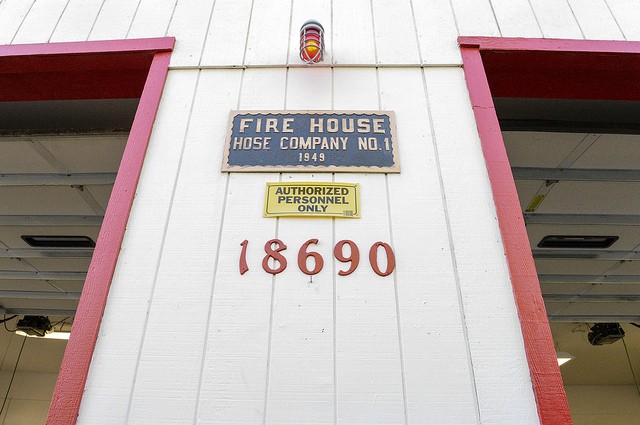 FIRE HOUSE
HOSE COMPANY NO.1
1949
AUTHORIZED
PERSONNEL
ONLY
18690